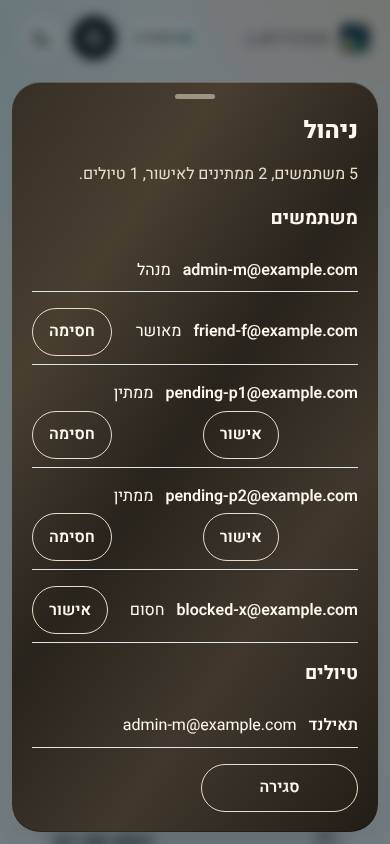 ניהול
5 משתמשים, 2 ממתינים לאישור, 1 טיולים.
משתמשים
admin-m@example.com מנהל
friend-f@example.com מאושר חסימה
pending-p1@example.com ממתין
אישור חסימה
pending-p2@example.com ממתין
אישור חסימה
blocked-x@example.com חסום אישור
טיולים
תאילנד admin-m@example.com
סגירה